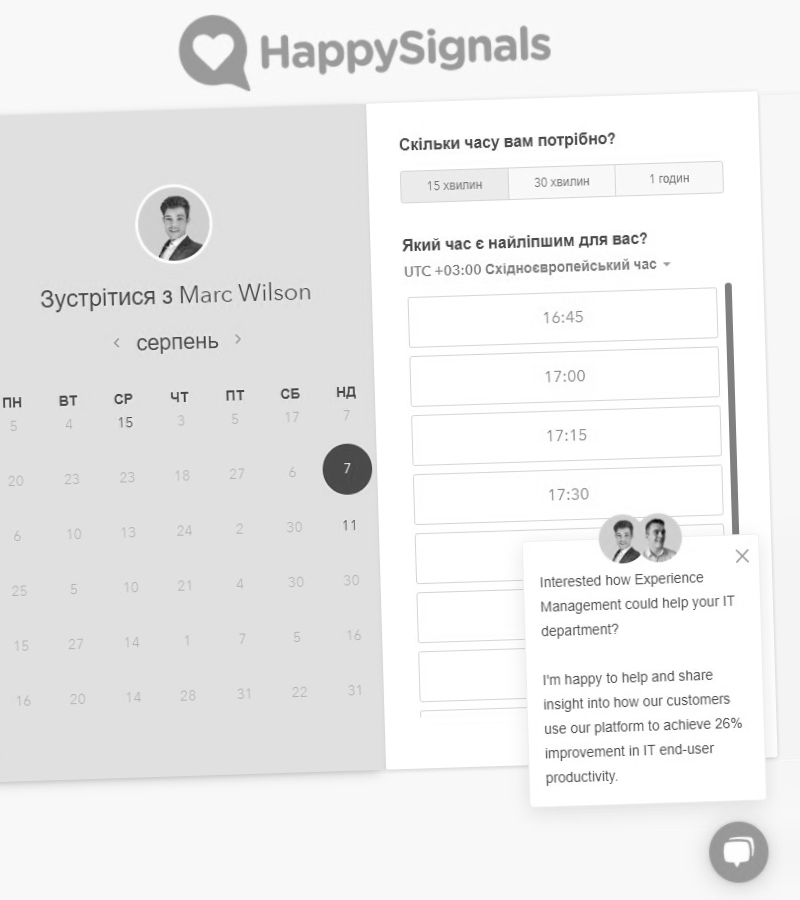 HappySignals
Зустрітися з Marc Wilson
серпень
ПН ВТ СР ЧТ ПТ СБ НД
5 4 15 3 5 17 7
20 23 23 18 27 6 7
6 10 13 24 2 30 11
25 5 10 21 4 30 30
15 27 14 1 7 5 16
16 20 14 28 31 22 31
Скільки часу вам потрібно?
15 хвилин 30 хвилин 1 годин
Який час є найліпшим для вас?
UTC +03:00 Східноєвропейський час
16:45
17:00
17:15
17:30
Interested how Experience
Management could help your IT
department?
I'm happy to help and share
insight into how our customers
use our platform to achieve 26%
improvement in IT end-user
productivity.